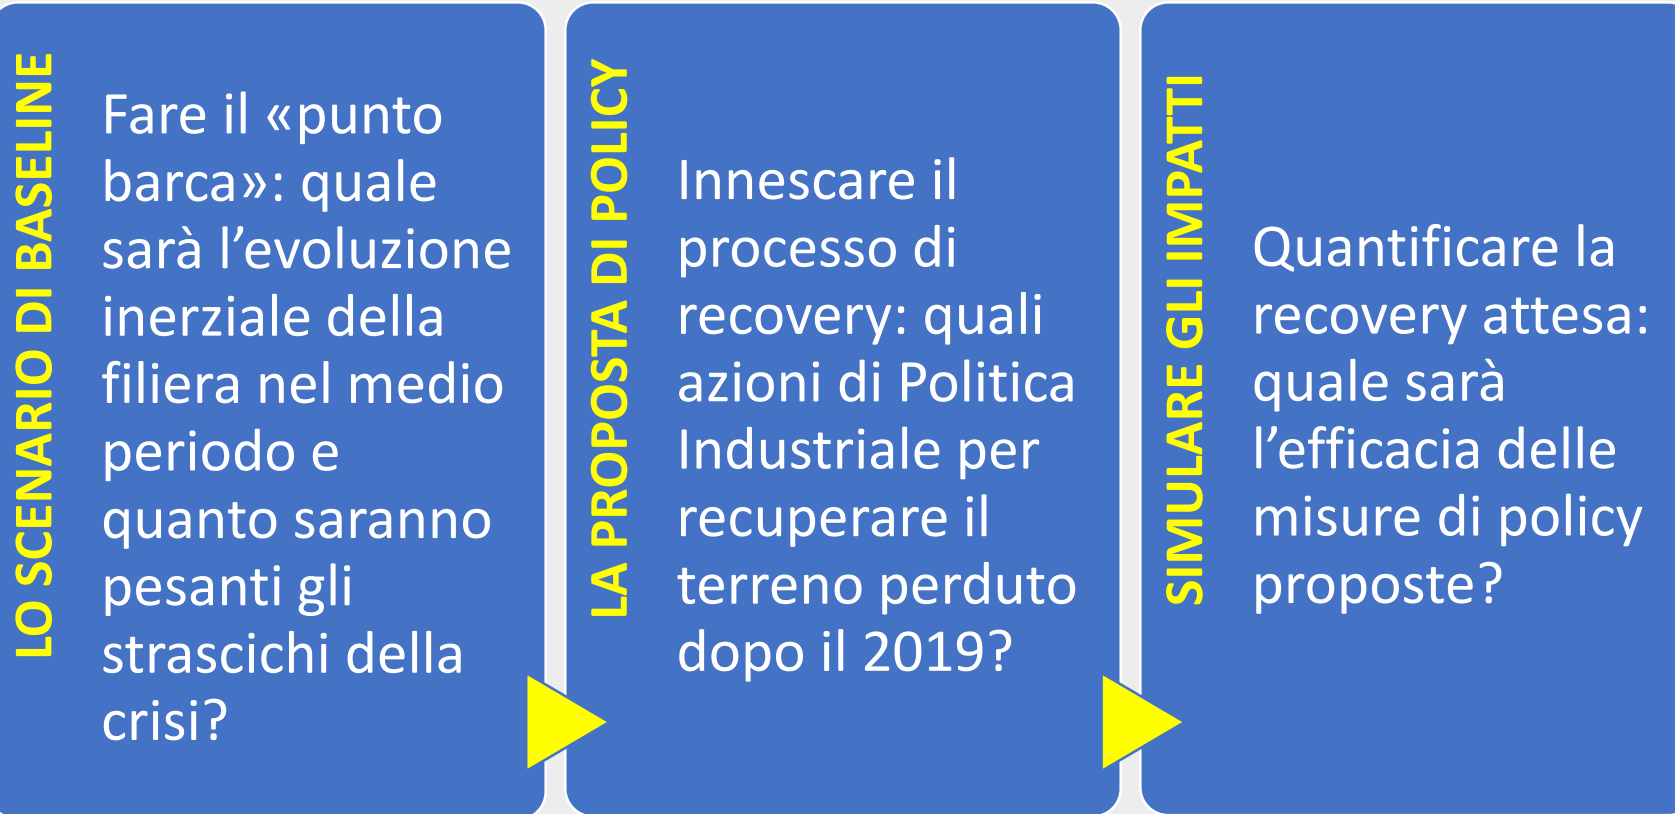 LO SCENARIO DI BASELINE
Fare il «punto
barca»: quale
sarà l’evoluzione
inerziale della
filiera nel medio
periodo e
quanto saranno
pesanti gli
strascichi della
crisi?
LA PROPOSTA DI POLICY
Innescare il
processo di
recovery: quali
azioni di Politica
Industriale per
recuperare il
terreno perduto
dopo il 2019?
SIMULARE GLI IMPATTI
Quantificare la
recovery attesa:
quale sarà
l’efficacia delle
misure di policy
proposte?